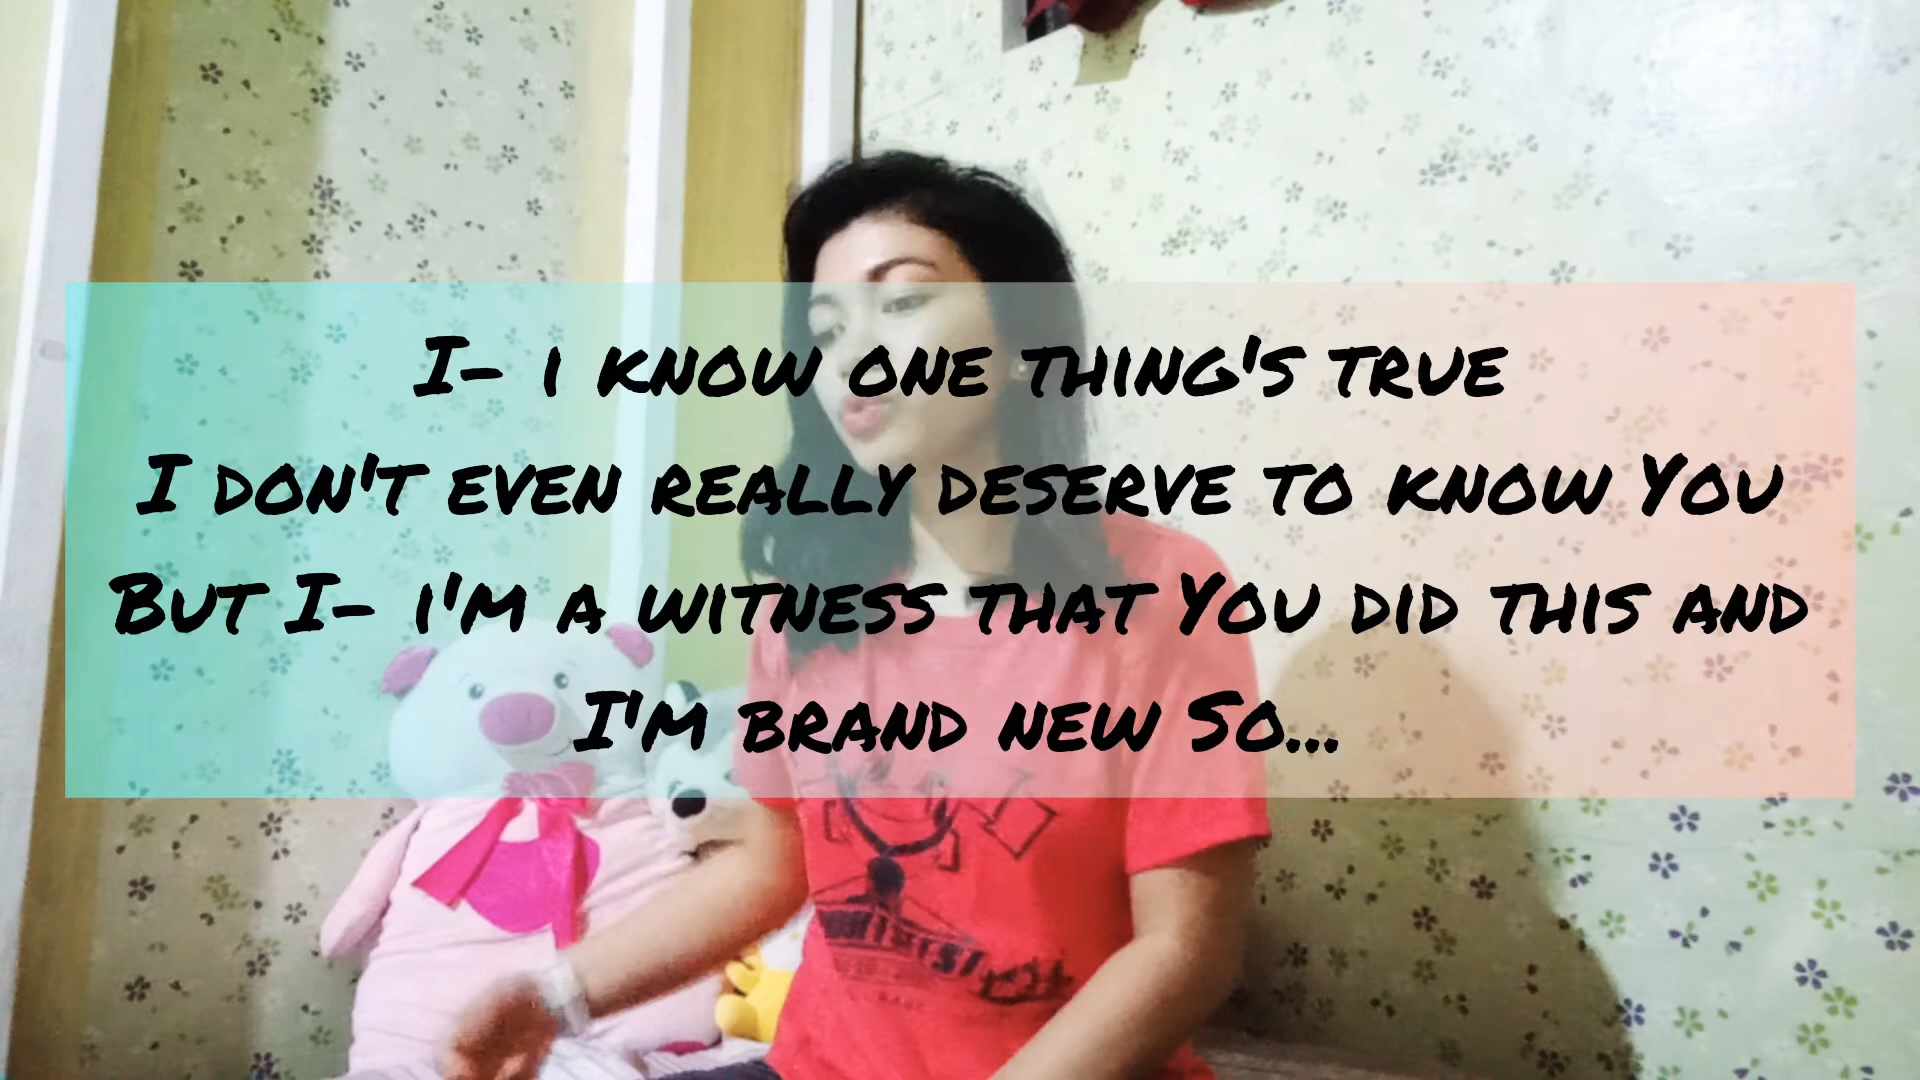 I- i know one thing's true
I don't even really deserve to know You
But I- i'm a witness that You did this and
I'm brand new So...